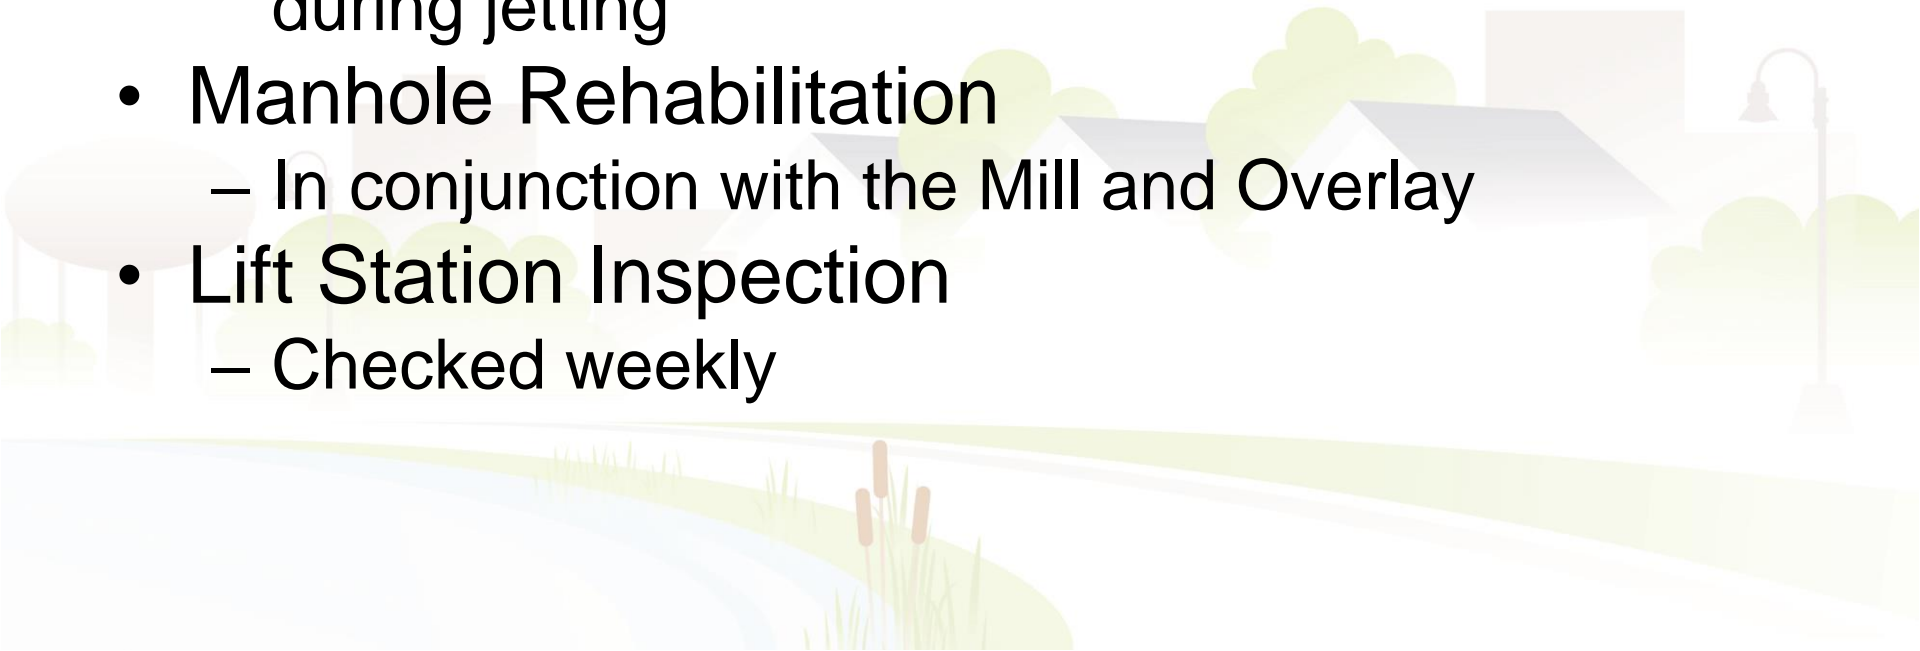 during jetting
• Manhole Rehabilitation
– In conjunction with the Mill and Overlay
• Lift Station Inspection
– Checked weekly